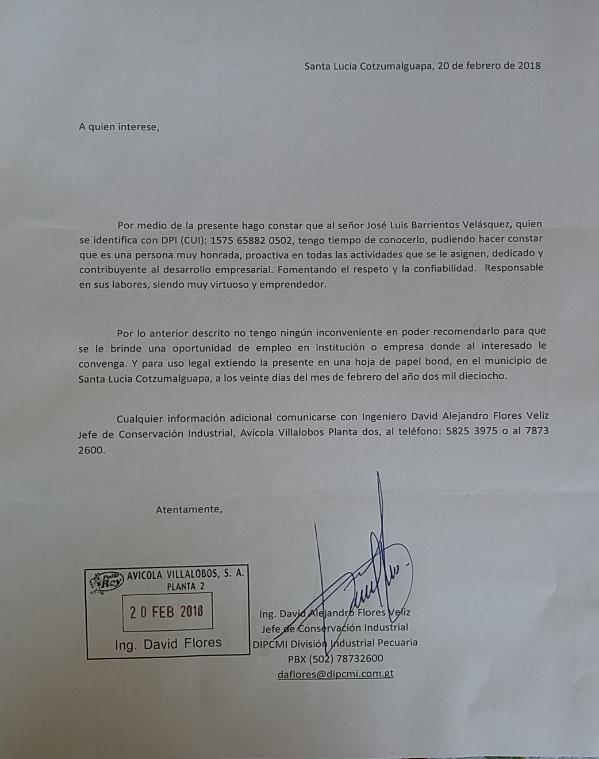 Santa Lucia Cotzumalguapa, 20 de febrero de 2018
A quien interese,
Por medio de la presente hago constar que al señor José Luis Barrientos Velásquez, quien
se identifica con DPI (CUI): 1575 65882 0502, tengo tiempo de conocerlo, pudiendo hacer constar
que es una persona muy honrada, proactiva en todas las actividades que se le asignen, dedicado y
contribuyente al desarrollo empresarial. Fomentando el respeto y la confiabilidad. Responsable
en sus labores, siendo muy virtuoso y emprendedor.
Por lo anterior descrito no tengo ningún inconveniente en poder recomendarlo para que
se le brinde una oportunidad de empleo en institución o empresa donde al interesado le
convenga. Y para uso legal extiendo la presente en una hoja de papel bond, en el municipio de
Santa Lucia Cotzumalguapa, a los veinte días del mes de febrero del año dos mil dieciocho.
Cualquier información adicional comunicarse con Ingeniero David Alejandro Flores Veliz
Jefe de Conservación Industrial, Avícola Villalobos Planta dos, al teléfono: 5825 3975 o al 7873
2600.
Atentamente,
Rey AVICOLA VILLALOBOS, S. A.
PLANTA 2
20 FEB 2018
Ing. David Flores
Ing. David Alejandro Flores Veliz
Jefe de Conservación Industrial
DIPCMI División Industrial Pecuaria
PBX (502) 78732600
daflores@dipcmi.com.gt